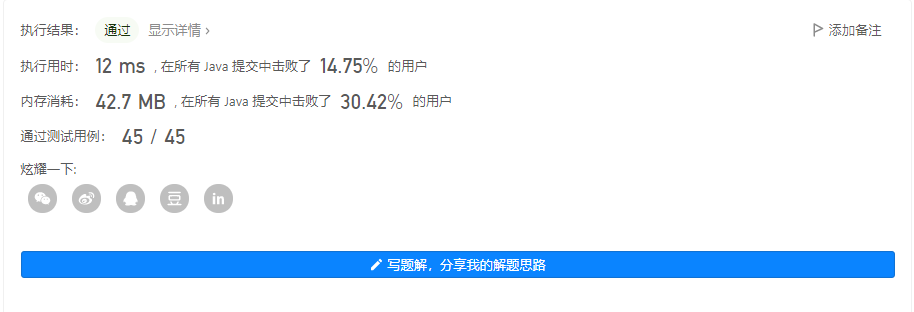 执行结果： 通过 显示详情 › 添加备注
执行用时： 12 ms , 在所有 Java 提交中击败了 14.75% 的用户
内存消耗： 42.7 MB , 在所有 Java 提交中击败了 30.42% 的用户
通过测试用例： 45 / 45
炫耀一下:
豆 in
写题解，分享我的解题思路